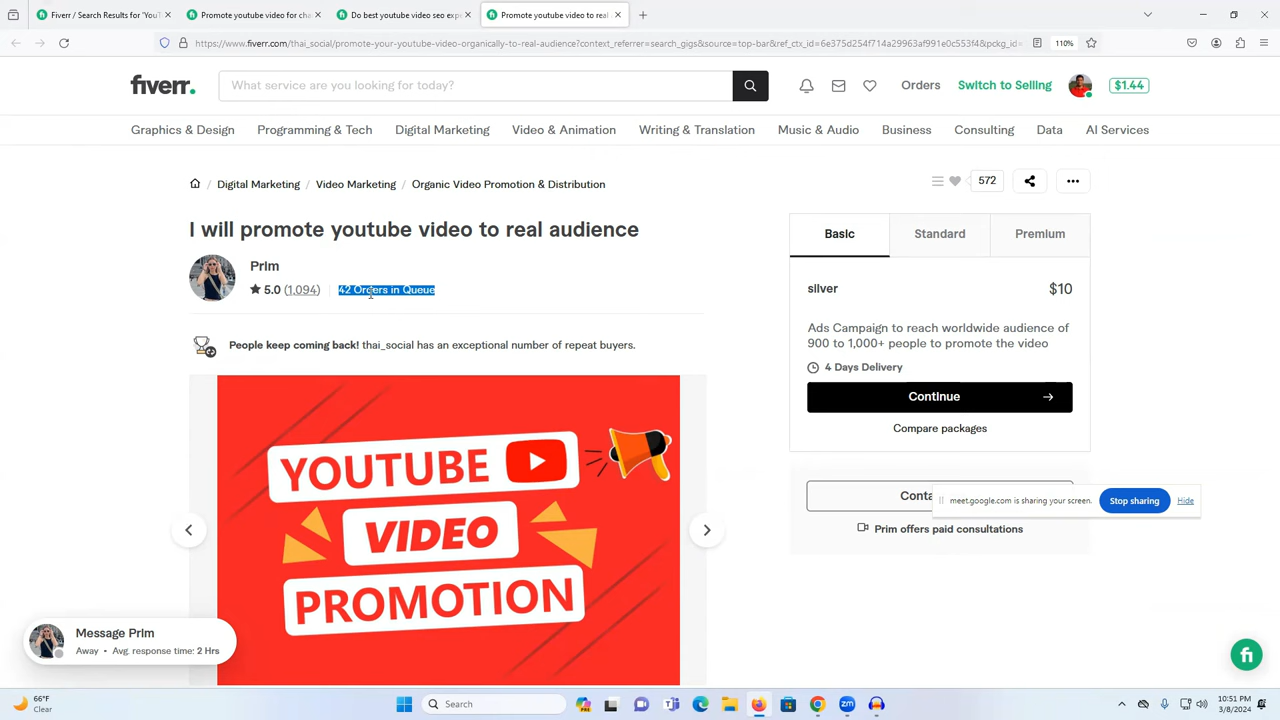 Fiverr / Search Results for "YouT
Promote youtube video for cha
Do best youtube video seo exp
Promote youtube video to real
https://www.fiverr.com/thai_social/promote-your-youtube-video-organically-to-real-audience?context_referrer=search_gigs&source=top-bar&ref_ctx_id=6e375d254f714a29963af991e0c553f4&pckg_id=
110%
fiverr.
What service are you looking for today?
Orders
Switch to Selling
$1.44
Graphics & Design
Programming & Tech
Digital Marketing
Video & Animation
Writing & Translation
Music & Audio
Business
Consulting
Data
AI Services
/ Digital Marketing / Video Marketing / Organic Video Promotion & Distribution
572
I will promote youtube video to real audience
Prim
5.0 (1,094)
42 Orders in Queue
People keep coming back! thai_social has an exceptional number of repeat buyers.
YOUTUBE
VIDEO
PROMOTION
Basic
Standard
Premium
silver
$10
Ads Campaign to reach worldwide audience of
900 to 1,000+ people to promote the video
4 Days Delivery
Continue
Compare packages
Conta
meet.google.com is sharing your screen.
Stop sharing
Hide
Prim offers paid consultations
Message Prim
Away • Avg. response time: 2 Hrs
fi
66°F
Clear
Search
10:51 PM
3/8/2024